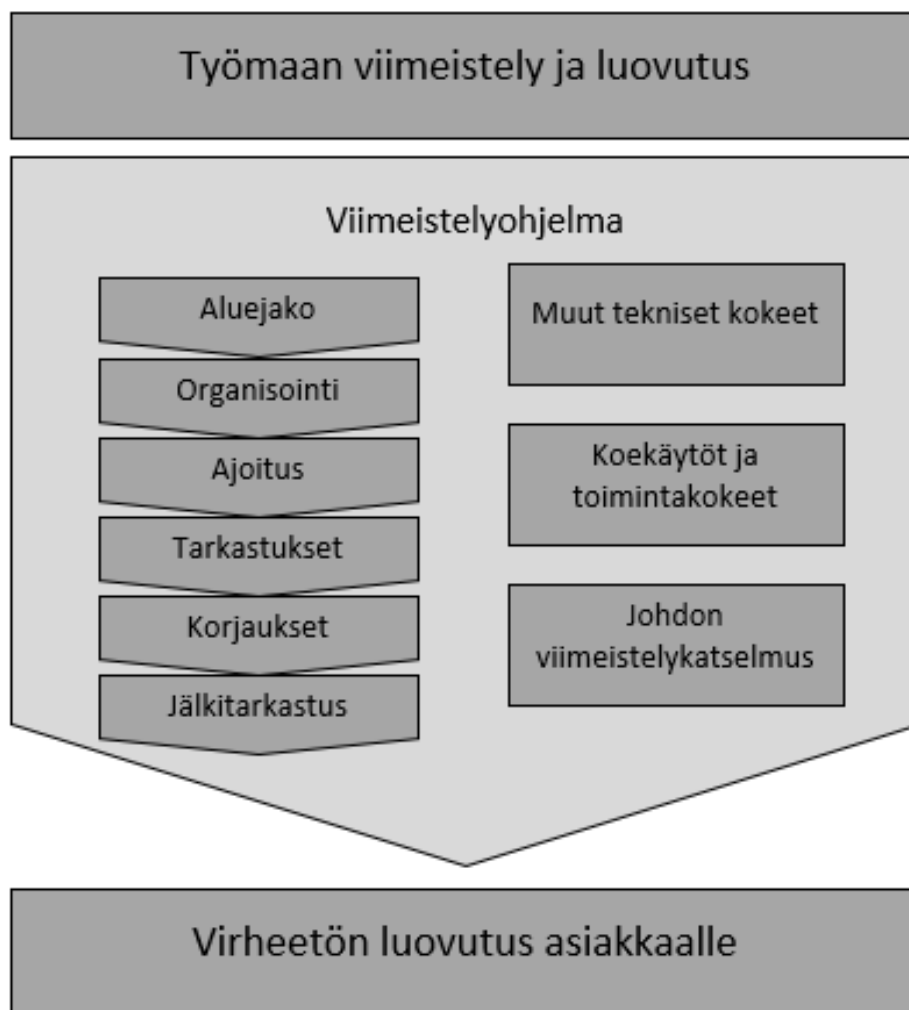 Työmaan viimeistely ja luovutus
Viimeistelyohjelma
Aluejako
Organisointi
Ajoitus
Tarkastukset
Korjaukset
Jälkitarkastus
Muut tekniset kokeet
Koekäytöt ja
toimintakokeet
Johdon
viimeistelykatselmus
Virheetön luovutus asiakkaalle